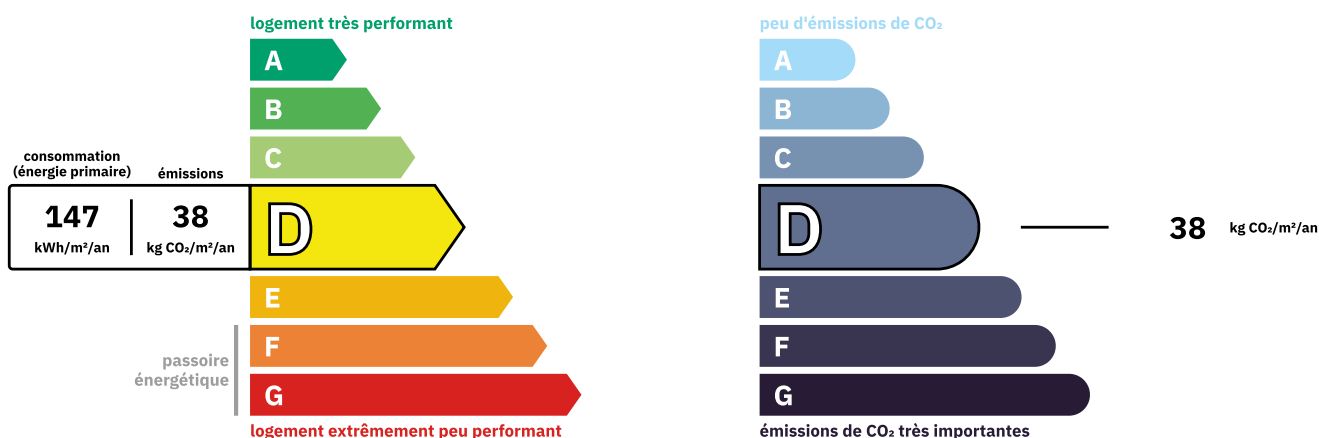 logement très performant
A
B
C
consommation
(énergie primaire)
émissions
147
kWh/m²/an
38
kg CO₂/m²/an
D
E
F
G
passoire
énergétique
logement extrêmement peu performant
peu d'émissions de CO₂
A
B
C
D
38 kg CO₂/m²/an
E
F
G
émissions de CO₂ très importantes